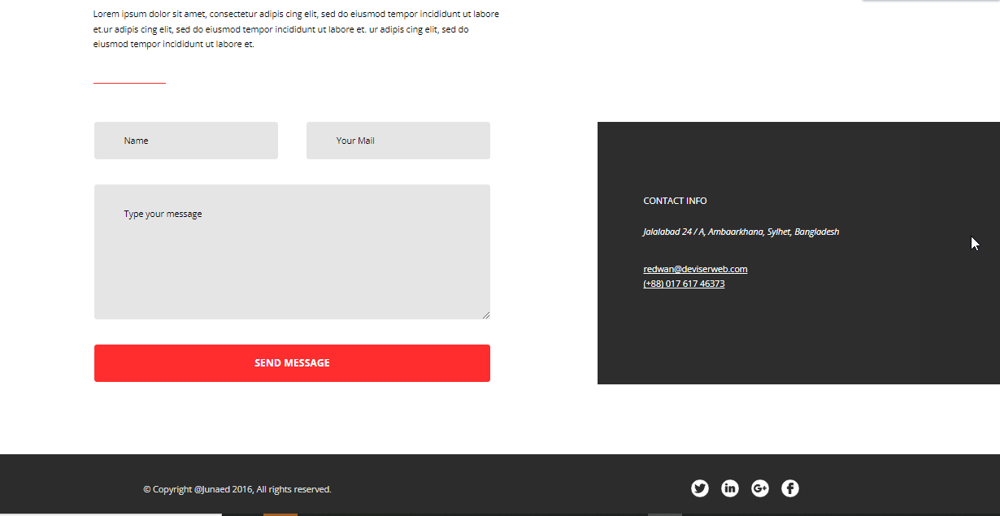 Lorem ipsum dolor sit amet, consectetur adipis cing elit, sed do eiusmod tempor incididunt ut labore
et.ur adipis cing elit, sed do eiusmod tempor incididunt ut labore et. ur adipis cing elit, sed do
eiusmod tempor incididunt ut labore et.
Name
Your Mail
Type your message
SEND MESSAGE
CONTACT INFO
Jalalabad 24 / A, Ambaarkhana, Sylhet, Bangladesh
redwan@deviserweb.com
(+88) 017 617 46373
© Copyright @Junaed 2016, All rights reserved.
in
G+
f